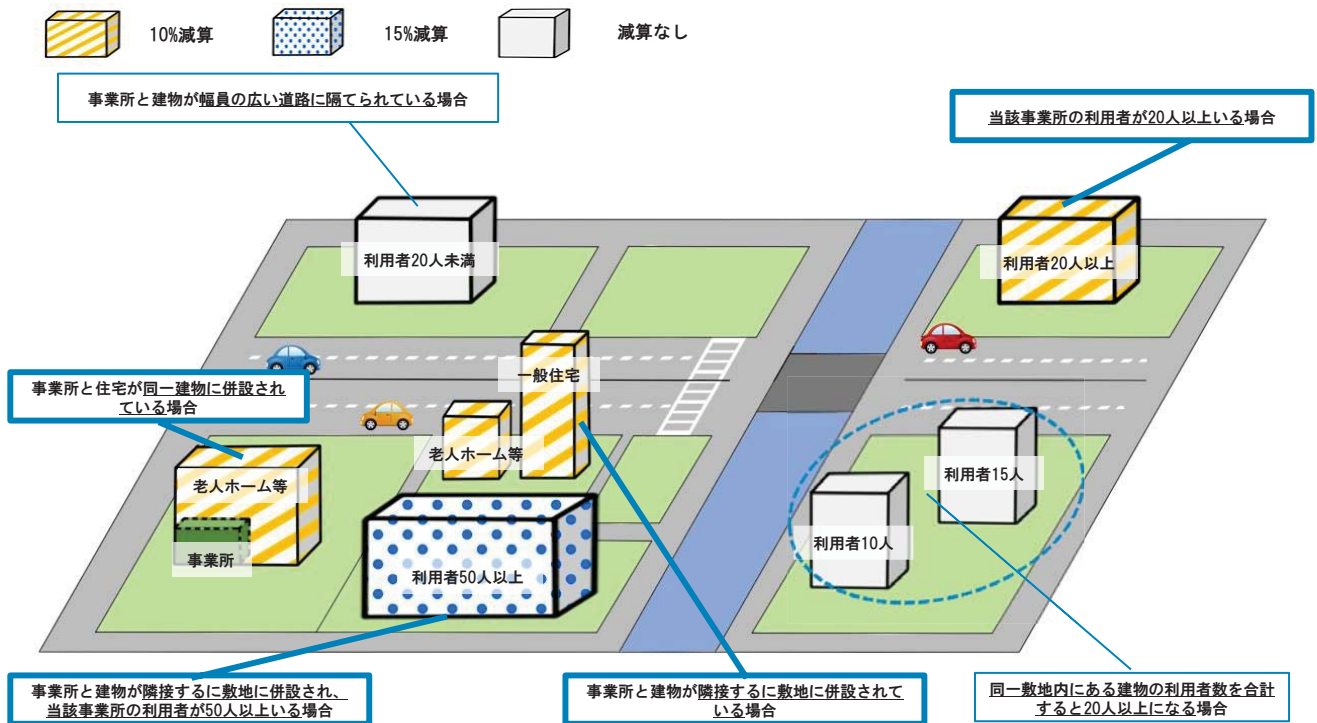 10%減算
15%減算
減算なし
事業所と建物が幅員の広い道路に隔てられている場合
当該事業所の利用者が20人以上いる場合
利用者20人未満
利用者20人以上
一般住宅
事業所と住宅が同一建物に併設され
ている場合
老人ホーム等
老人ホーム等
利用者15人
利用者10人
事業所
利用者50人以上
事業所と建物が隣接するに敷地に併設され、
当該事業所の利用者が50人以上いる場合
事業所と建物が隣接するに敷地に併設されて
いる場合
同一敷地内にある建物の利用者数を合計
すると20人以上になる場合